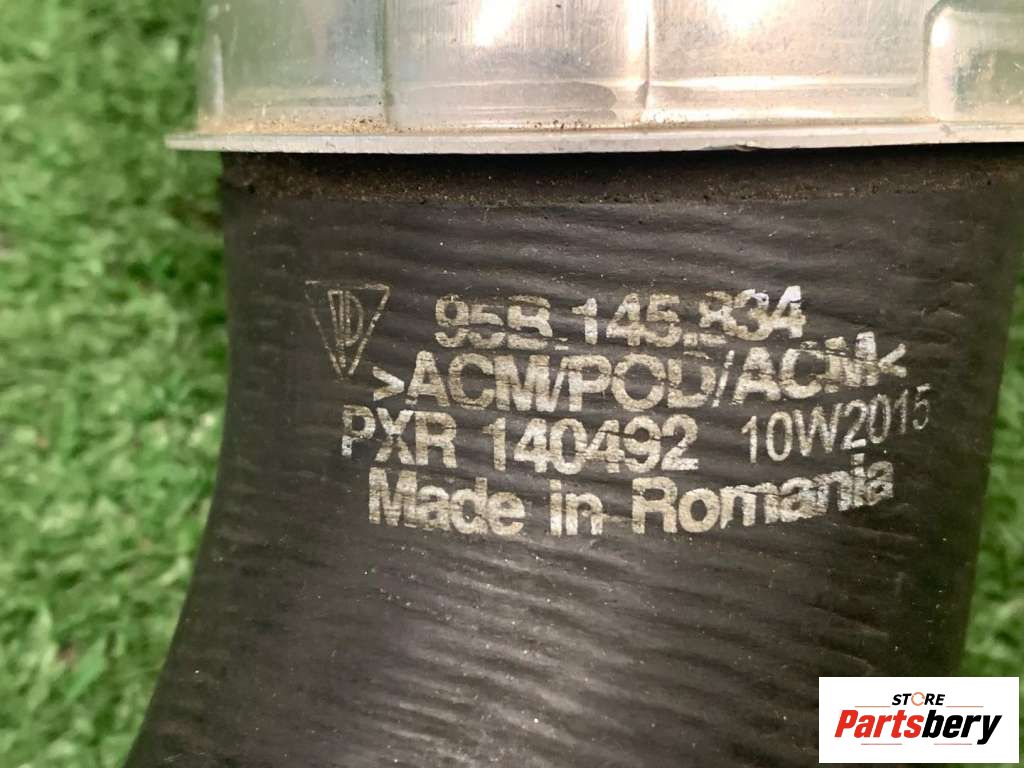 95B.145.834
>ACM/POD/ACM<
PXR 140492 10W2015
Made in Romania
STORE
Partsbery